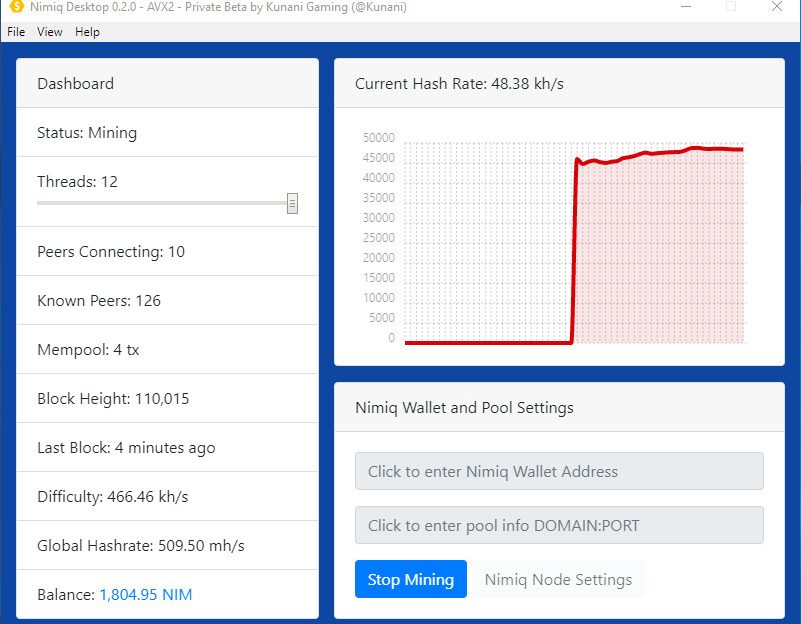 Nimiq Desktop 0.2.0 - AVX2 - Private Beta by Kunani Gaming (@Kunani)
File View Help
Dashboard
Status: Mining
Threads: 12
Peers Connecting: 10
Known Peers: 126
Mempool: 4 tx
Block Height: 110,015
Last Block: 4 minutes ago
Difficulty: 466.46 kh/s
Global Hashrate: 509.50 mh/s
Balance: 1,804.95 NIM
Current Hash Rate: 48.38 kh/s
50000
45000
40000
35000
30000
25000
20000
15000
10000
5000
0
Nimiq Wallet and Pool Settings
Click to enter Nimiq Wallet Address
Click to enter pool info DOMAIN:PORT
Stop Mining Nimiq Node Settings